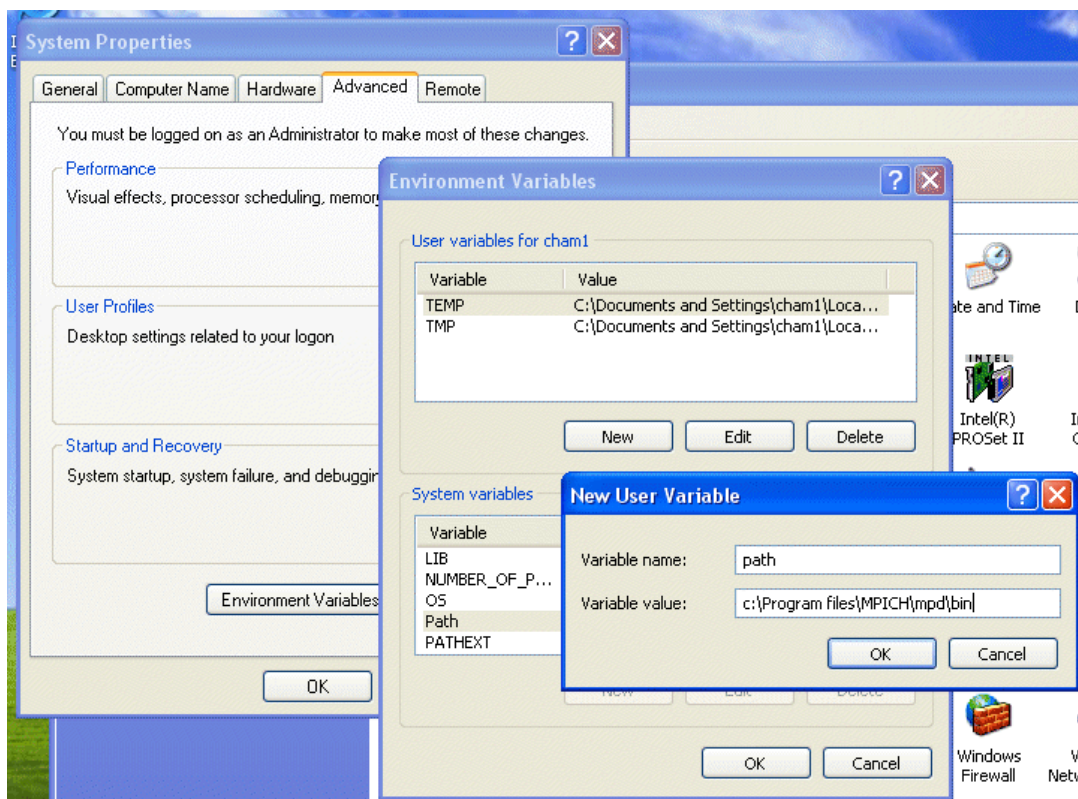 System Properties
General Computer Name Hardware Advanced Remote
You must be logged on as an Administrator to make most of these changes.
Performance
Visual effects, processor scheduling,
User Profiles
Desktop settings related to your logon
Startup and Recovery
System startup, system failure, and
Environment Variables
OK
Environment Variables
User variables for cham1
Variable Value
TEMP C:\Documents and Settings\cham1\Loca...
TMP C:\Documents and Settings\cham1\Loca...
New Edit Delete
System variables
Variable
LIB
NUMBER_OF_P...
OS
Path
PATHEXT
New Edit Delete
OK Cancel
New User Variable
Variable name: path
Variable value: c:\Program files\MPICH\mpd\bin
OK Cancel
and Time
Intel(R)
PROSet II
Windows
Firewall